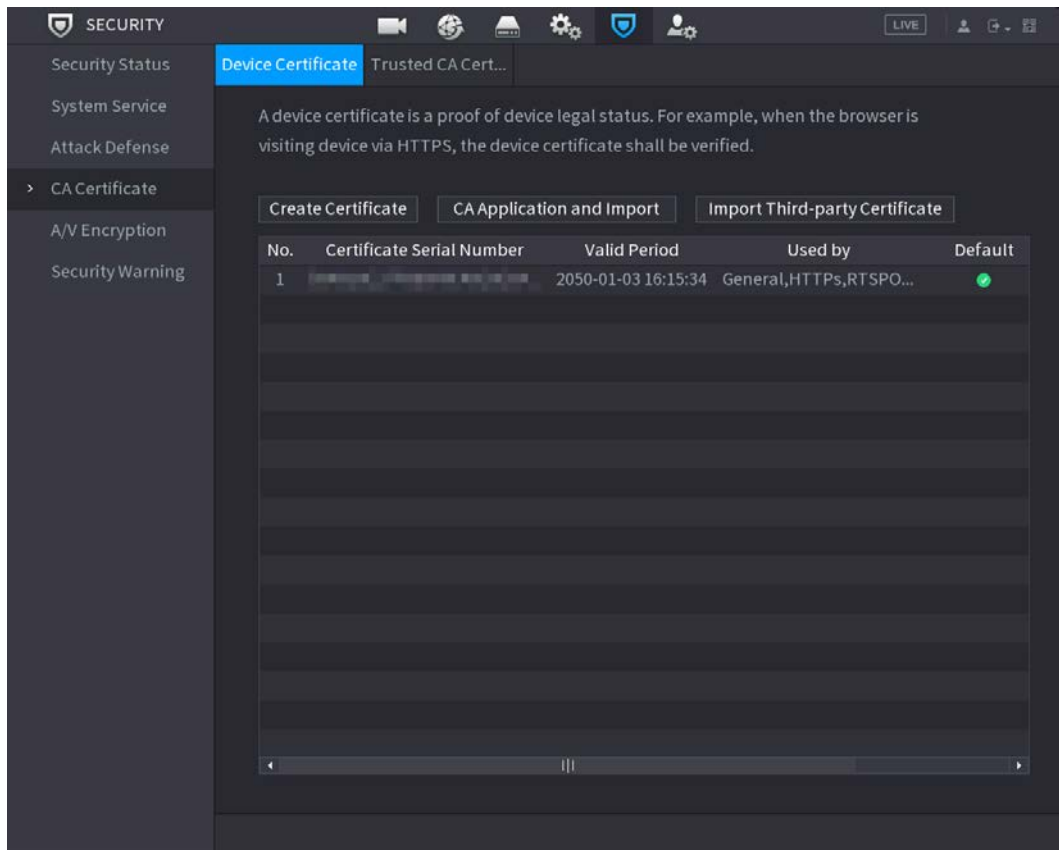 SECURITY
LIVE
Security Status
System Service
Attack Defense
CA Certificate
A/V Encryption
Security Warning
Device Certificate Trusted CA Cert...
A device certificate is a proof of device legal status. For example, when the browser is
visiting device via HTTPS, the device certificate shall be verified.
Create Certificate CA Application and Import Import Third-party Certificate
No. Certificate Serial Number Valid Period Used by Default
1 2050-01-03 16:15:34 General,HTTPs,RTSPO...